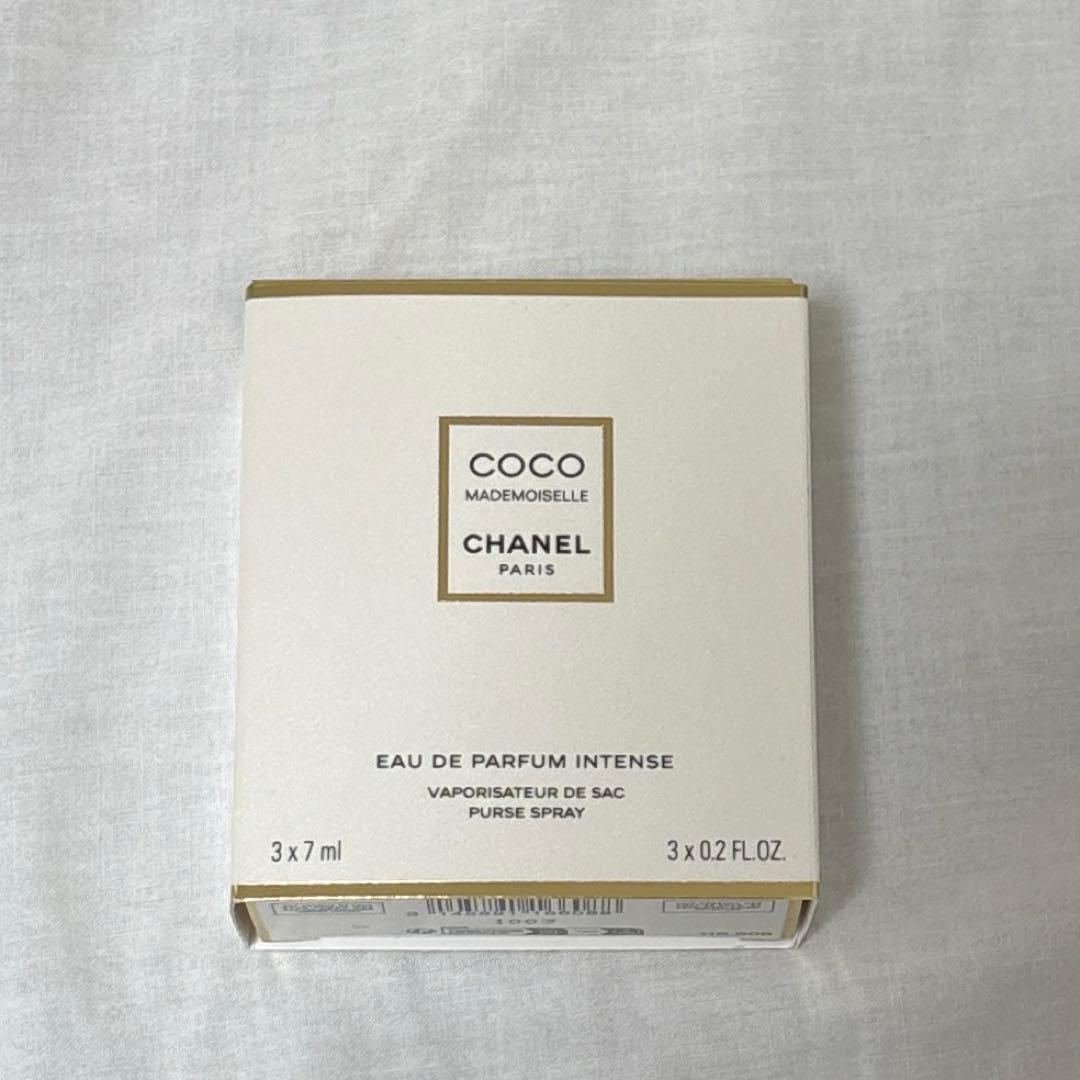 COCO
MADEMOISELLE
CHANEL
PARIS
EAU DE PARFUM INTENSE
VAPORISATEUR DE SAC
PURSE SPRAY
3 x 7 ml
3 x 0.2 FL.OZ.
1003